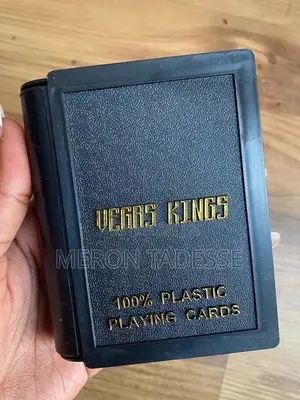 VEGAS KINGS
MERON TADESSE
100% PLASTIC
PLAYING CARDS